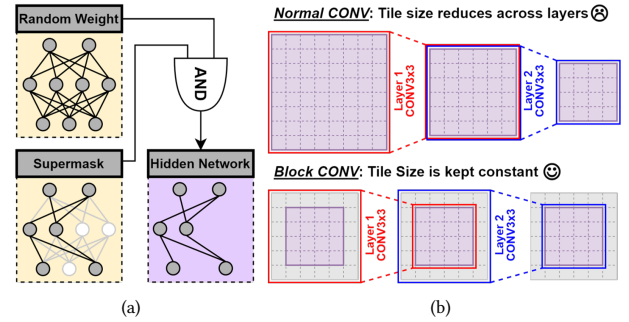 Random Weight
AND
Supermask
Hidden Network
(a)
Normal CONV: Tile size reduces across layers
Layer 1
CONV3x3
Layer 2
CONV3x3
Block CONV: Tile Size is kept constant
Layer 1
CONV3x3
Layer 2
CONV3x3
(b)